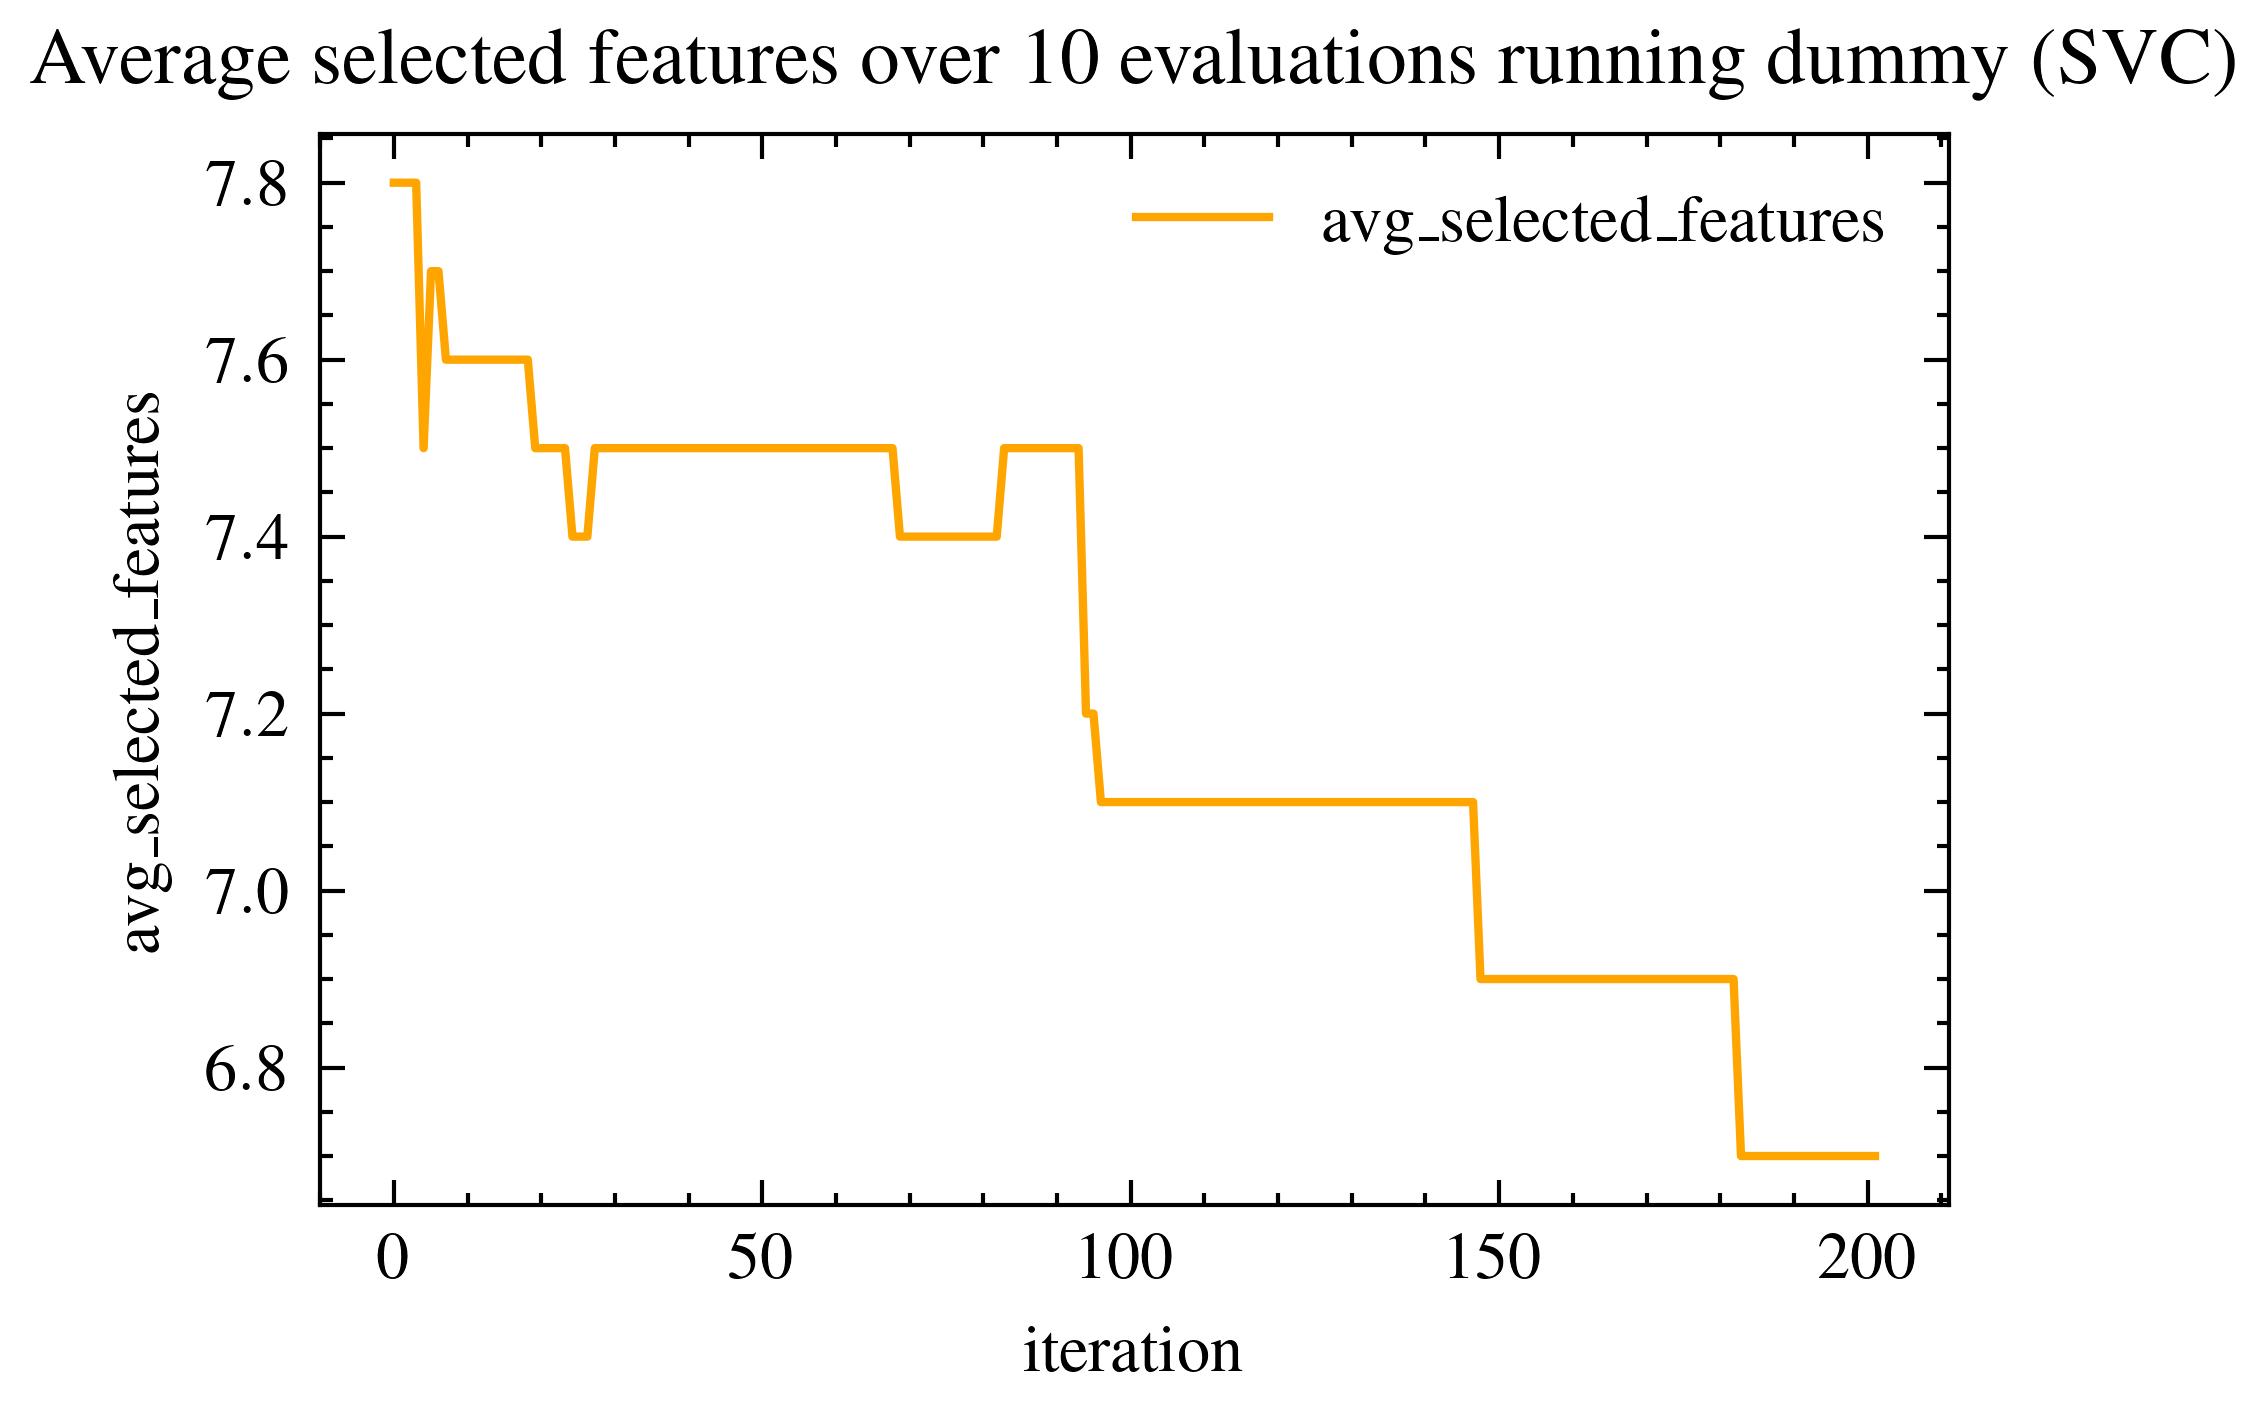 Average selected features over 10 evaluations running dummy (SVC)
avg_selected_features
7.8
7.6
7.4
7.2
7.0
6.8
avg_selected_features
0 50 100 150 200
iteration